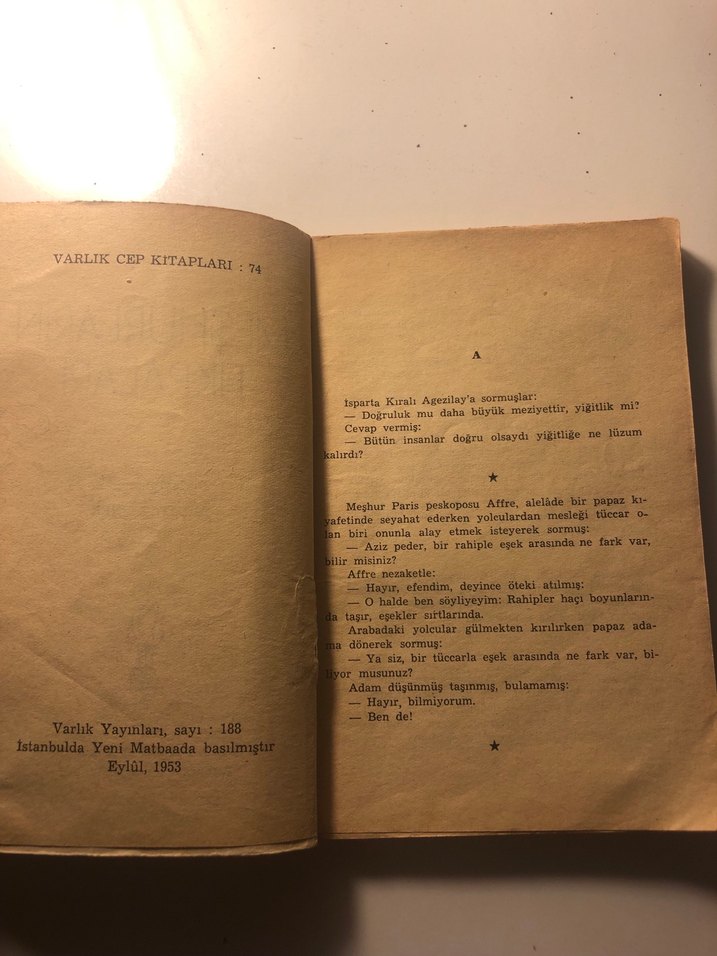 VARLIK CEP KİTAPLARI : 74
Varlık Yayınları, sayı : 188
İstanbulda Yeni Matbaada basılmıştır
Eylûl, 1953
A
İsparta Kıralı Agezilay'a sormuşlar:
— Doğruluk mu daha büyük meziyettir, yiğitlik mi?
Cevap vermiş:
— Bütün insanlar doğru olsaydı yiğitliğe ne lüzum
kalırdı?
★
Meşhur Paris peskoposu Affre, alelâde bir papaz kı-
yafetinde seyahat ederken yolculardan mesleği tüccar o-
lan biri onunla alay etmek isteyerek sormuş:
— Aziz peder, bir rahiple eşek arasında ne fark var,
bilir misiniz?
Affre nezaketle:
— Hayır, efendim, deyince öteki atılmış:
— O halde ben söyliyeyim: Rahipler haçı boyunların-
da taşır, eşekler sırtlarında.
Arabadaki yolcular gülmekten kırılırken papaz ada-
ma dönerek sormuş:
— Ya siz, bir tüccarla eşek arasında ne fark var, bi-
liyor musunuz?
Adam düşünmüş taşınmış, bulamamış:
— Hayır, bilmiyorum.
— Ben de!
★